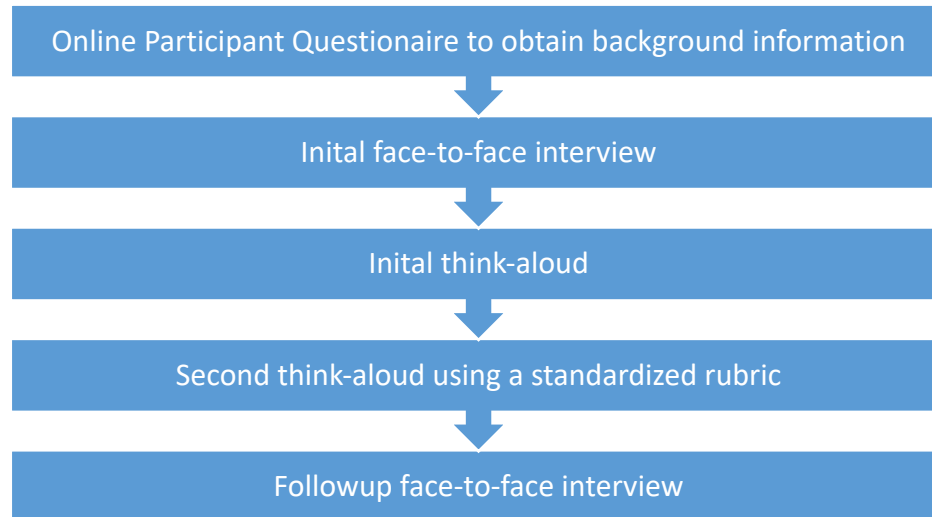 Online Participant Questionaire to obtain background information
Inital face-to-face interview
Inital think-aloud
Second think-aloud using a standardized rubric
Followup face-to-face interview